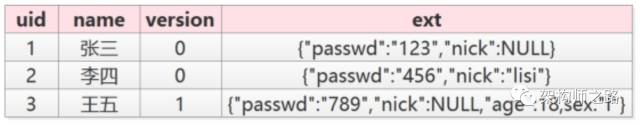 uid name version ext
1 张三 0 {"passwd":"123","nick":NULL}
2 李四 0 {"passwd":"456","nick":"lisi"}
3 王五 1 {"passwd":"789","nick":NULL,"age":18,sex:"1"}
架构师之路